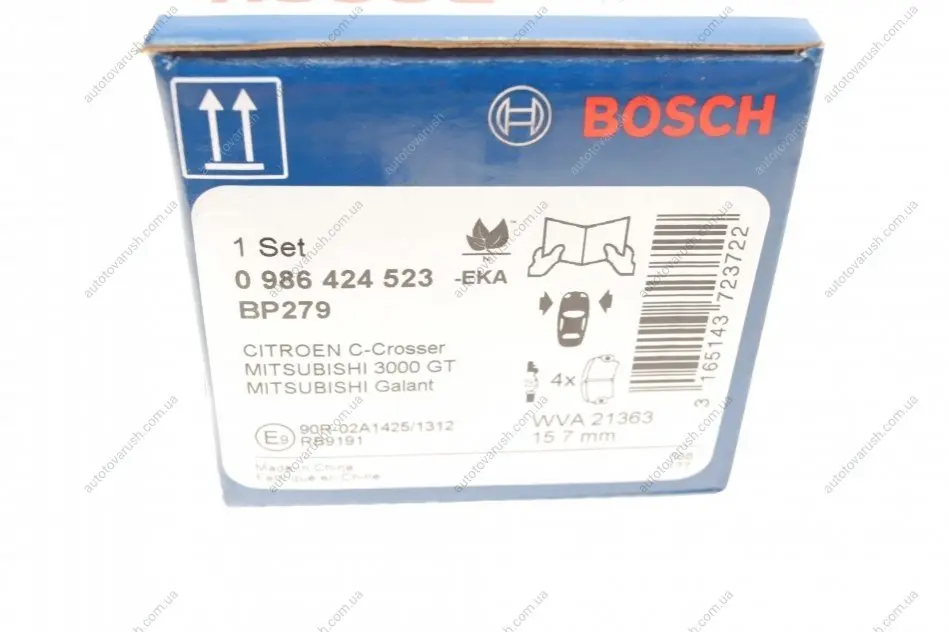 BOSCH
1 Set
0 986 424 523 -EKA
BP279
CITROEN C-Crosser
MITSUBISHI 3000 GT
MITSUBISHI Galant
E9 90R-02A1425/1312
RB9191
Made in China
Fabriqué en Chine
4x
WVA 21363
15.7 mm
3 165143 723722
autotovarush.com.ua